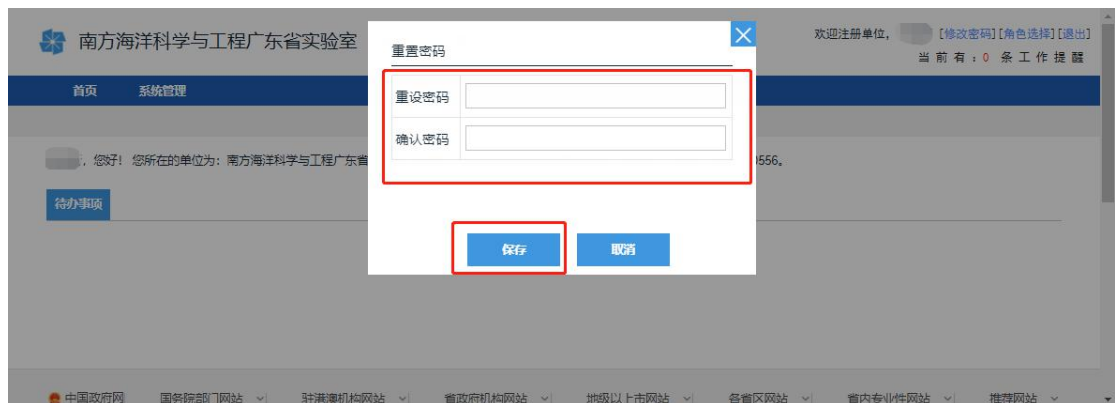 南方海洋科学与工程广东省实验室
重置密码
欢迎注册单位, [修改密码][角色选择][退出]
当前有:0 条工作提醒
首页 系统管理
重设密码
确认密码
,您好! 您所在的单位为:南方海洋科学与工程广东省
556。
待办事项
保存 取消
中国政府网 国务院部门网站 驻港澳机构网站 省政府机构网站 地级以上市网站 各省区网站 省内专业件网站 推荐网站